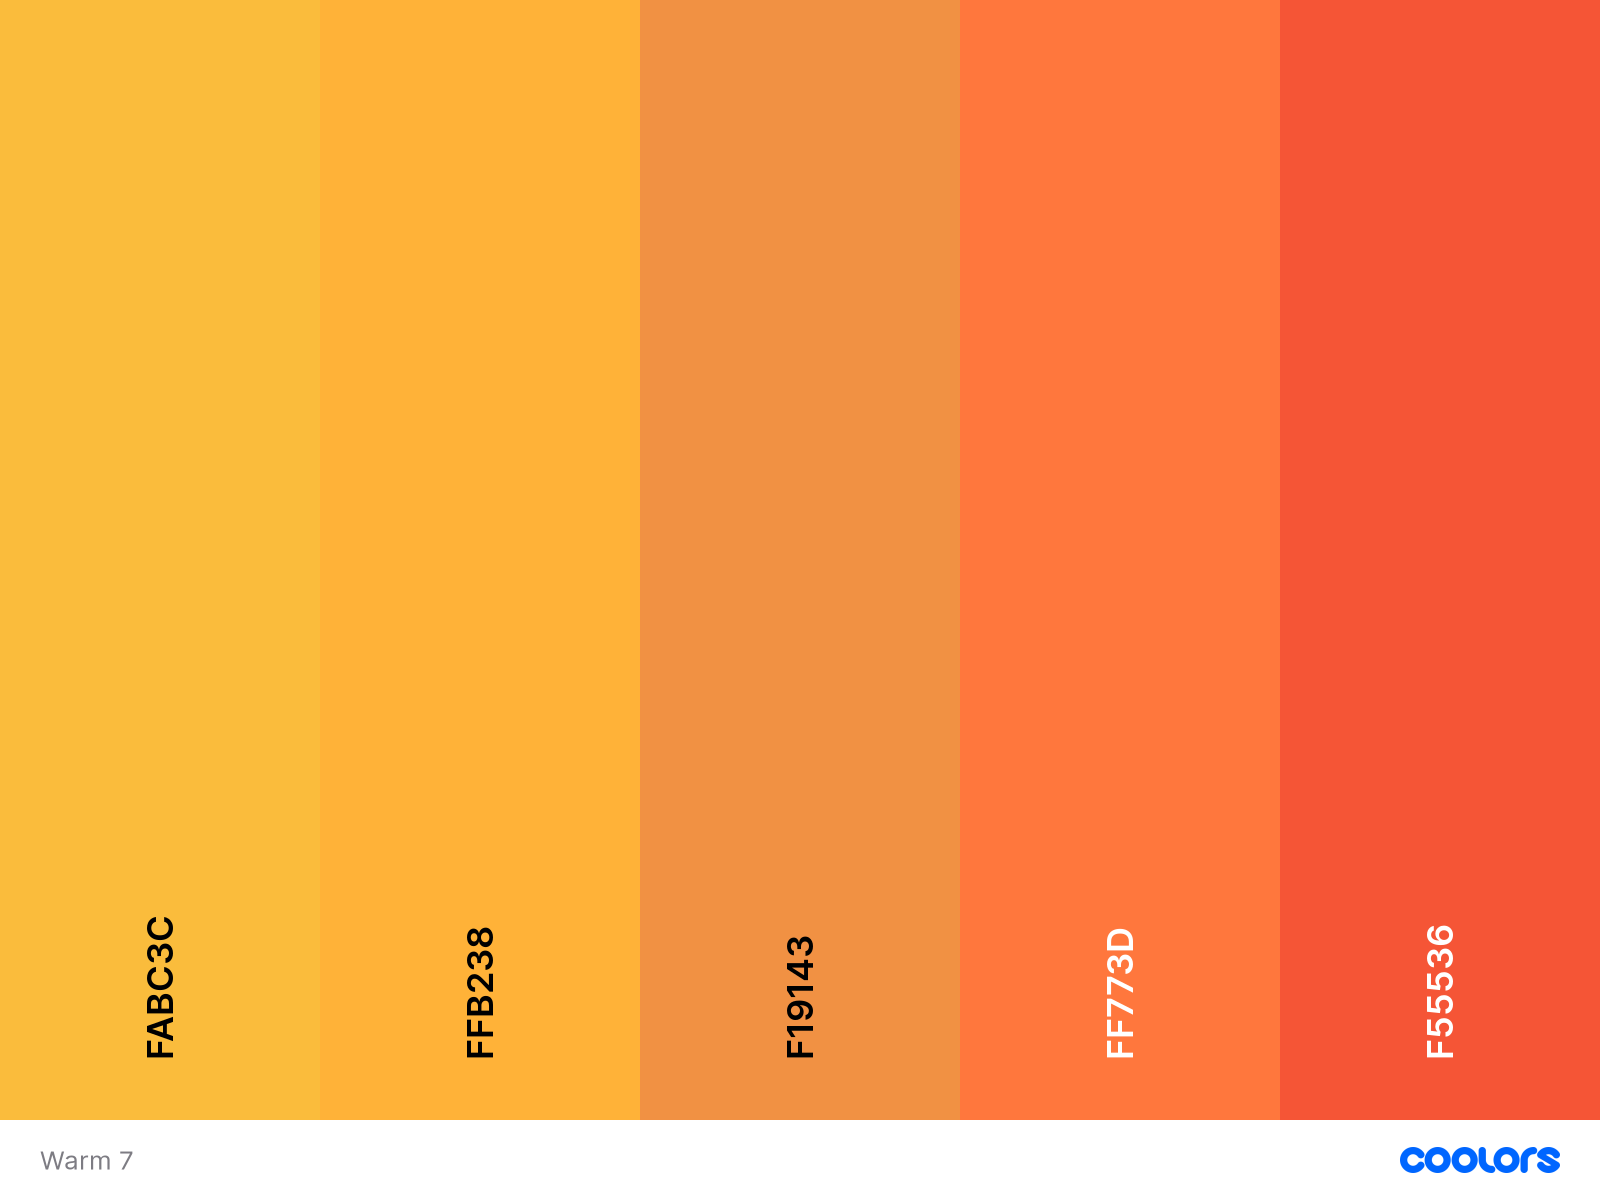 FABC3C
FFB238
F19143
FF773D
F55536
Warm 7
coolors